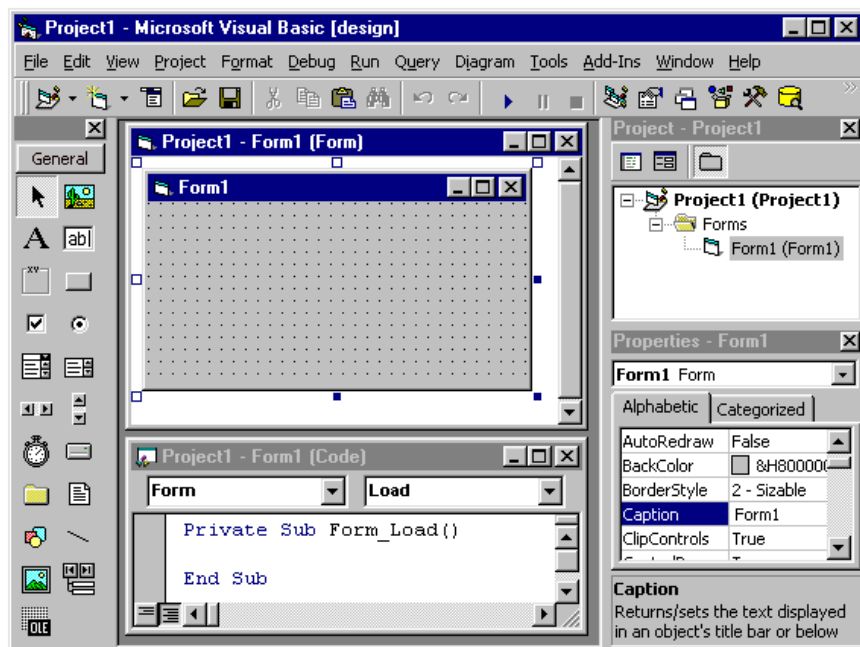 Project1 - Microsoft Visual Basic [design]
File Edit View Project Format Debug Run Query Diagram Tools Add-Ins Window Help
General
A
ab|
XY
OLE
Project1 - Form1 (Form)
Form1
Project1 - Form1 (Code)
Form
Load
Private Sub Form_Load()
End Sub
Project - Project1
Project1 (Project1)
Forms
Form1 (Form1)
Properties - Form1
Form1 Form
Alphabetic Categorized
AutoRedraw False
BackColor &H800000
BorderStyle 2 - Sizable
Caption Form1
ClipControls True
Caption
Returns/sets the text displayed
in an object's title bar or below